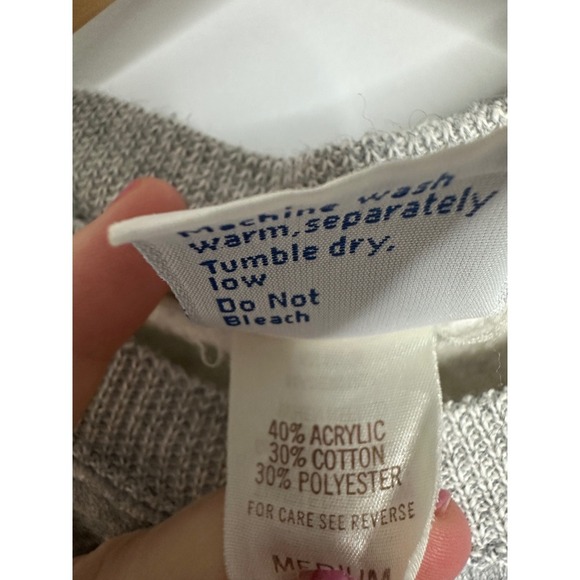 Machine wash
warm, separately
Tumble dry,
low
Do Not
Bleach
40% ACRYLIC
30% COTTON
30% POLYESTER
FOR CARE SEE REVERSE
MEDIUM